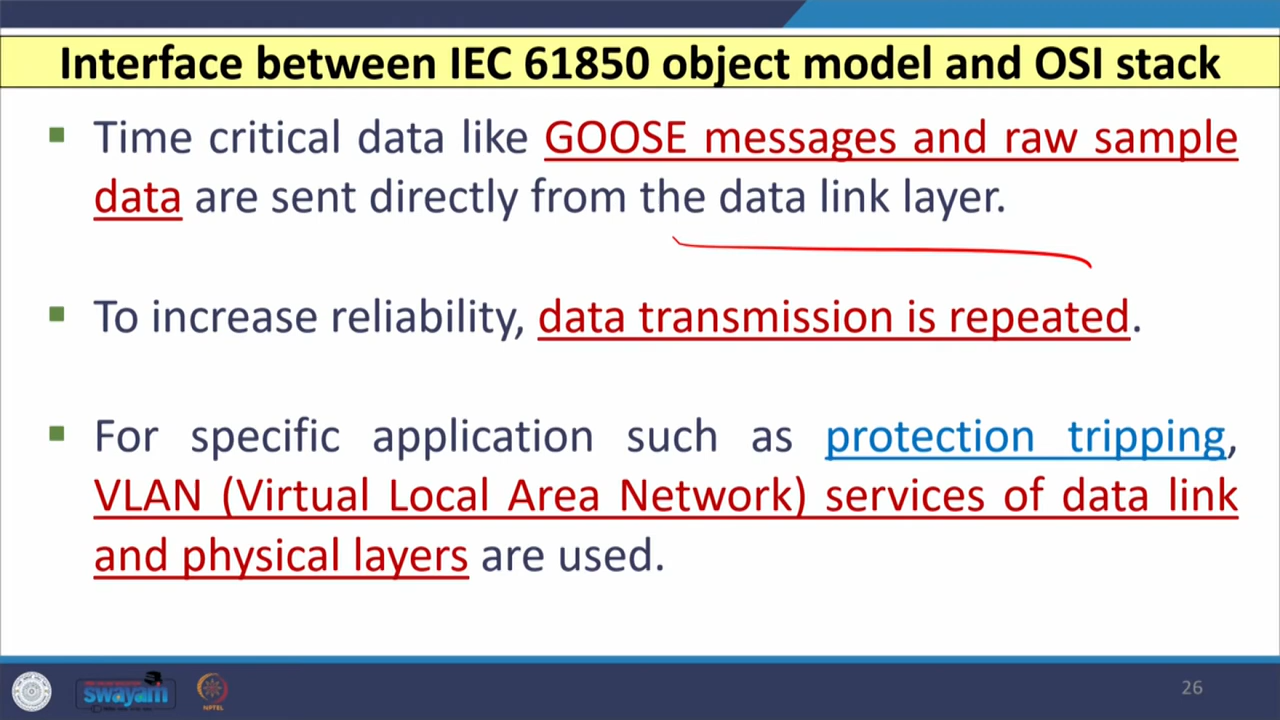 Interface between IEC 61850 object model and OSI stack
▪ Time critical data like GOOSE messages and raw sample
data are sent directly from the data link layer.
▪ To increase reliability, data transmission is repeated.
▪ For specific application such as protection tripping,
VLAN (Virtual Local Area Network) services of data link
and physical layers are used.
swayam
NPTEL
26